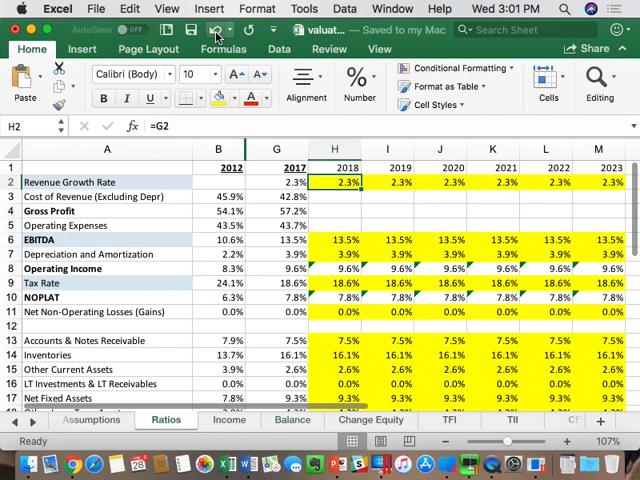 Excel File Edit View Insert Format Tools Data Wed 3:01 PM
AutoSave OFF valuat... — Saved to my Mac Search Sheet
Home Insert Page Layout Formulas Data Review View Share
Paste Calibri (Body) 10 A A Alignment % Number Conditional Formatting Format as Table Cell Styles Cells Editing
B I U A
H2 fx =G2
A B G H I J K L M
1 2012 2017 2018 2019 2020 2021 2022 2023
2 Revenue Growth Rate 2.3% 2.3% 2.3% 2.3% 2.3% 2.3% 2.3%
3 Cost of Revenue (Excluding Depr) 45.9% 42.8%
4 Gross Profit 54.1% 57.2%
5 Operating Expenses 43.5% 43.7%
6 EBITDA 10.6% 13.5% 13.5% 13.5% 13.5% 13.5% 13.5% 13.5%
7 Depreciation and Amortization 2.2% 3.9% 3.9% 3.9% 3.9% 3.9% 3.9% 3.9%
8 Operating Income 8.3% 9.6% 9.6% 9.6% 9.6% 9.6% 9.6% 9.6%
9 Tax Rate 24.1% 18.6% 18.6% 18.6% 18.6% 18.6% 18.6% 18.6%
10 NOPLAT 6.3% 7.8% 7.8% 7.8% 7.8% 7.8% 7.8% 7.8%
11 Net Non-Operating Losses (Gains) 0.0% 0.0% 0.0% 0.0% 0.0% 0.0% 0.0% 0.0%
12
13 Accounts & Notes Receivable 7.9% 7.5% 7.5% 7.5% 7.5% 7.5% 7.5% 7.5%
14 Inventories 13.7% 16.1% 16.1% 16.1% 16.1% 16.1% 16.1% 16.1%
15 Other Current Assets 3.9% 2.6% 2.6% 2.6% 2.6% 2.6% 2.6% 2.6%
16 LT Investments & LT Receivables 0.0% 0.0% 0.0% 0.0% 0.0% 0.0% 0.0% 0.0%
17 Net Fixed Assets 7.8% 9.3% 9.3% 9.3% 9.3% 9.3% 9.3% 9.3%
Assumptions Ratios Income Balance Change Equity TFI TII CF
Ready 107%